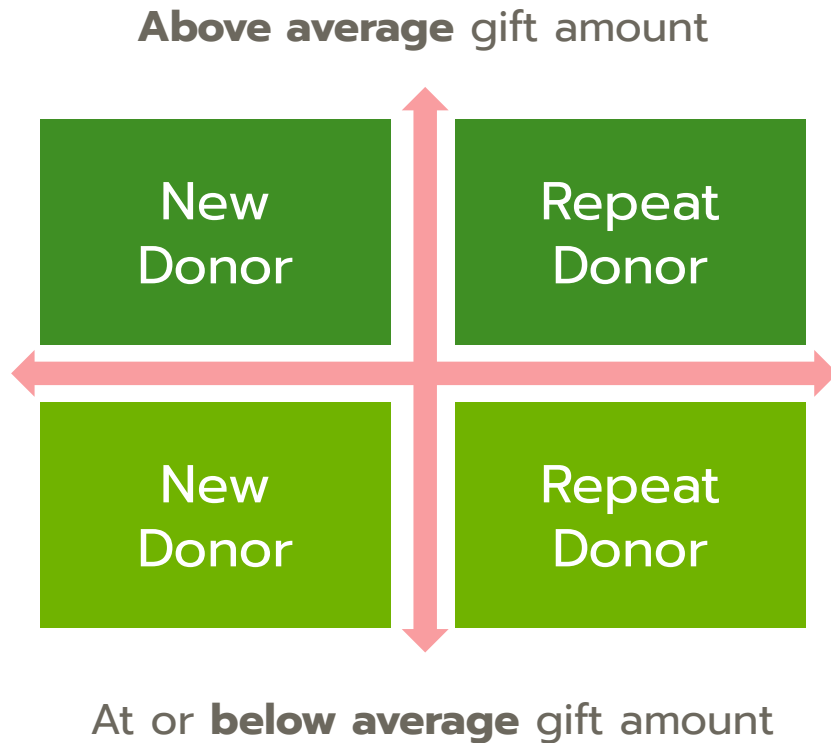 Above average gift amount
New
Donor
Repeat
Donor
New
Donor
Repeat
Donor
At or below average gift amount